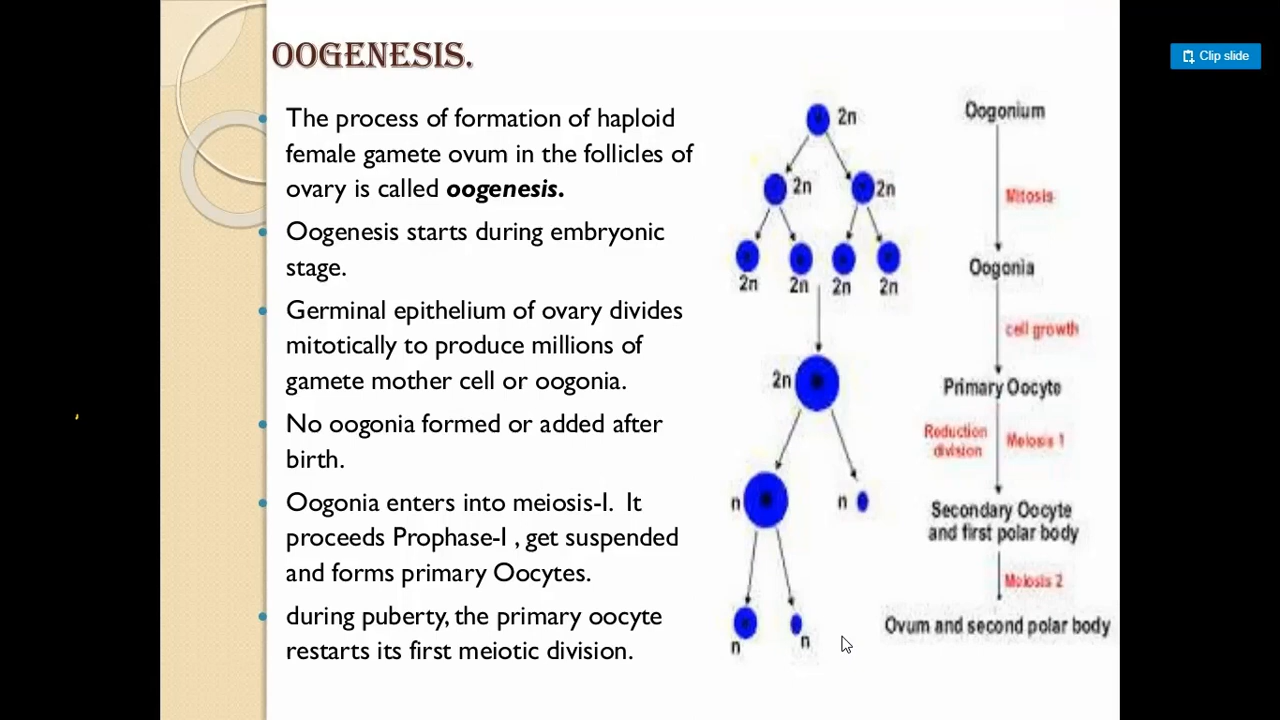 Clip slide
OOGENESIS.
The process of formation of haploid
female gamete ovum in the follicles of
ovary is called oogenesis.
Oogenesis starts during embryonic
stage.
Germinal epithelium of ovary divides
mitotically to produce millions of
gamete mother cell or oogonia.
No oogonia formed or added after
birth.
Oogonia enters into meiosis-I. It
proceeds Prophase-I , get suspended
and forms primary Oocytes.
during puberty, the primary oocyte
restarts its first meiotic division.
2n
2n 2n
2n 2n 2n 2n
2n
n n
n n
Oogonium
Mitosis
Oogonia
cell growth
Primary Oocyte
Reduction
division
Meiosis 1
Secondary Oocyte
and first polar body
Meiosis 2
Ovum and second polar body